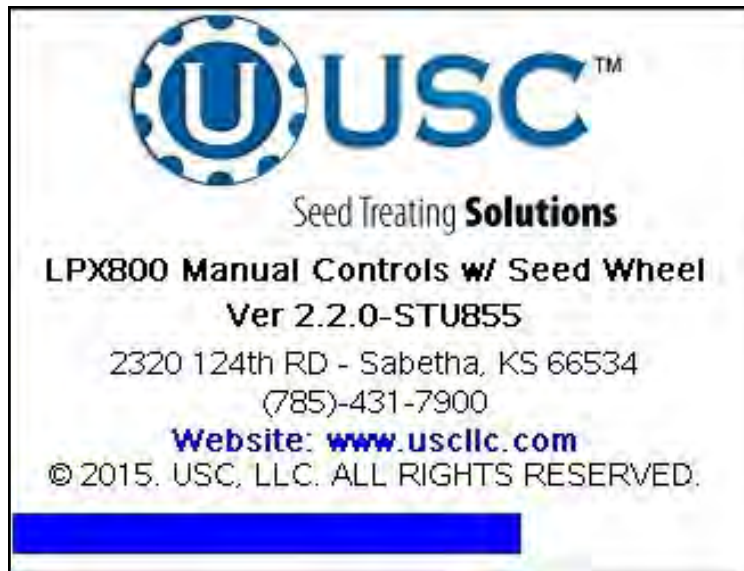 U USC™
Seed Treating Solutions
LPX800 Manual Controls w/ Seed Wheel
Ver 2.2.0-STU855
2320 124th RD - Sabetha, KS 66534
(785)-431-7900
Website: www.uscllc.com
© 2015. USC, LLC. ALL RIGHTS RESERVED.